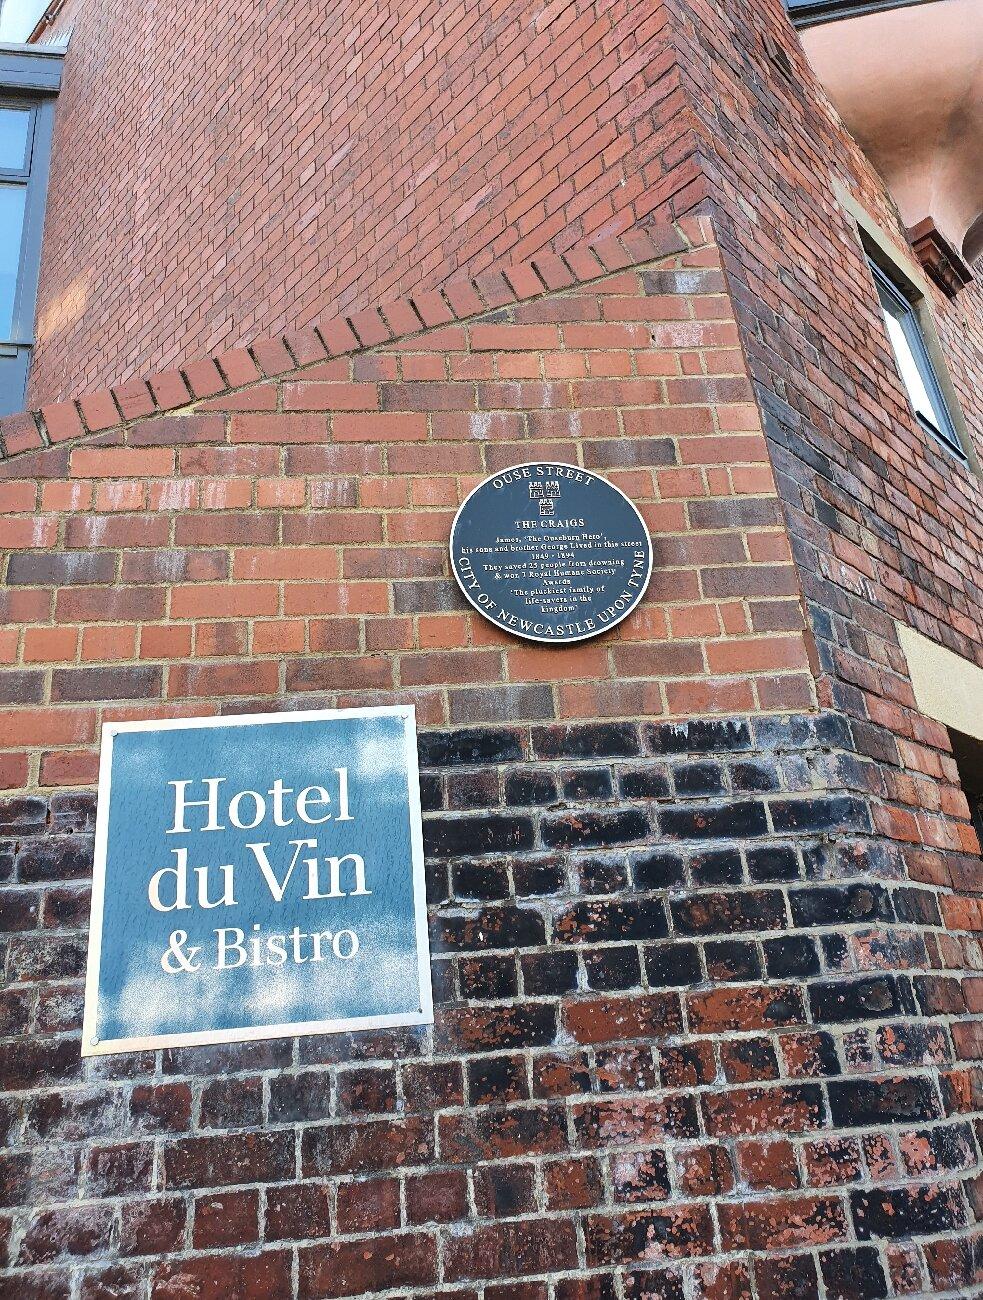 OUSE STREET
THE CRAIGS
James, 'The Ouseburn Hero',
his sons and brother George Lived in this street
1849 - 1894
They saved 25 people from drowning
& won 7 Royal Humane Society
Awards
'The pluckiest family of
life-savers in the
kingdom'
CITY OF NEWCASTLE UPON TYNE
Hotel
du Vin
& Bistro